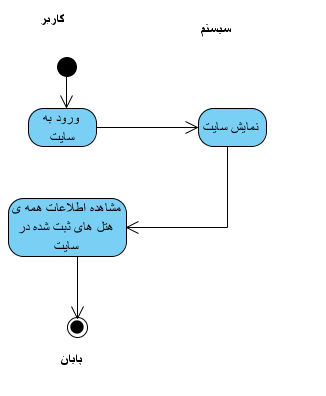 کاربر
سیستم
ورود به
سایت
نمایش سایت
مشاهده اطلاعات همه ی
هتل های ثبت شده در
سایت
پایان